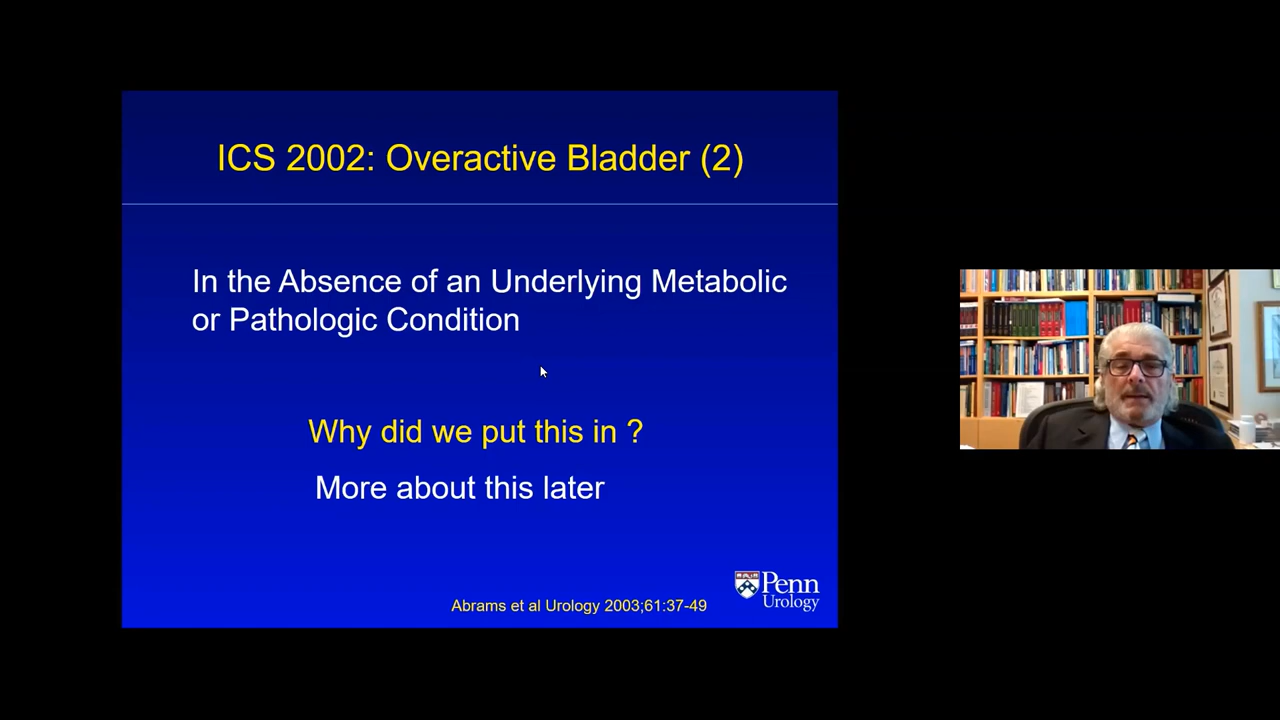 ICS 2002: Overactive Bladder (2)
In the Absence of an Underlying Metabolic
or Pathologic Condition
Why did we put this in ?
More about this later
Abrams et al Urology 2003;61:37-49
Penn
Urology